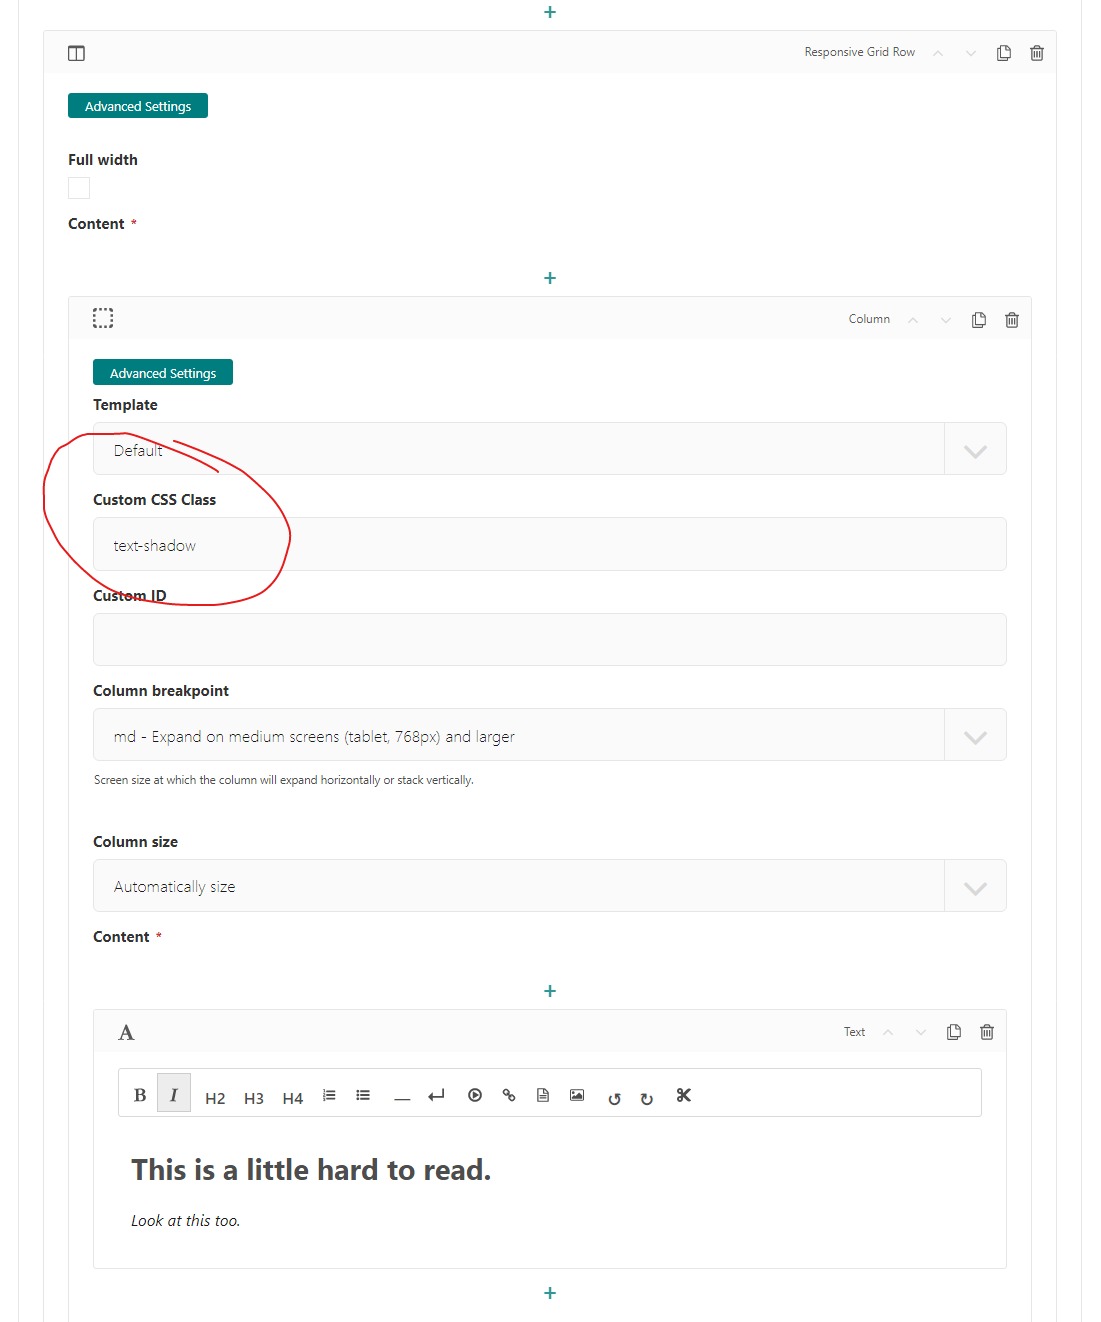 Responsive Grid Row
Advanced Settings
Full width
Content *
Column
Advanced Settings
Template
Default
Custom CSS Class
text-shadow
Custom ID
Column breakpoint
md - Expand on medium screens (tablet, 768px) and larger
Screen size at which the column will expand horizontally or stack vertically.
Column size
Automatically size
Content *
A Text
B I H2 H3 H4
This is a little hard to read.
Look at this too.